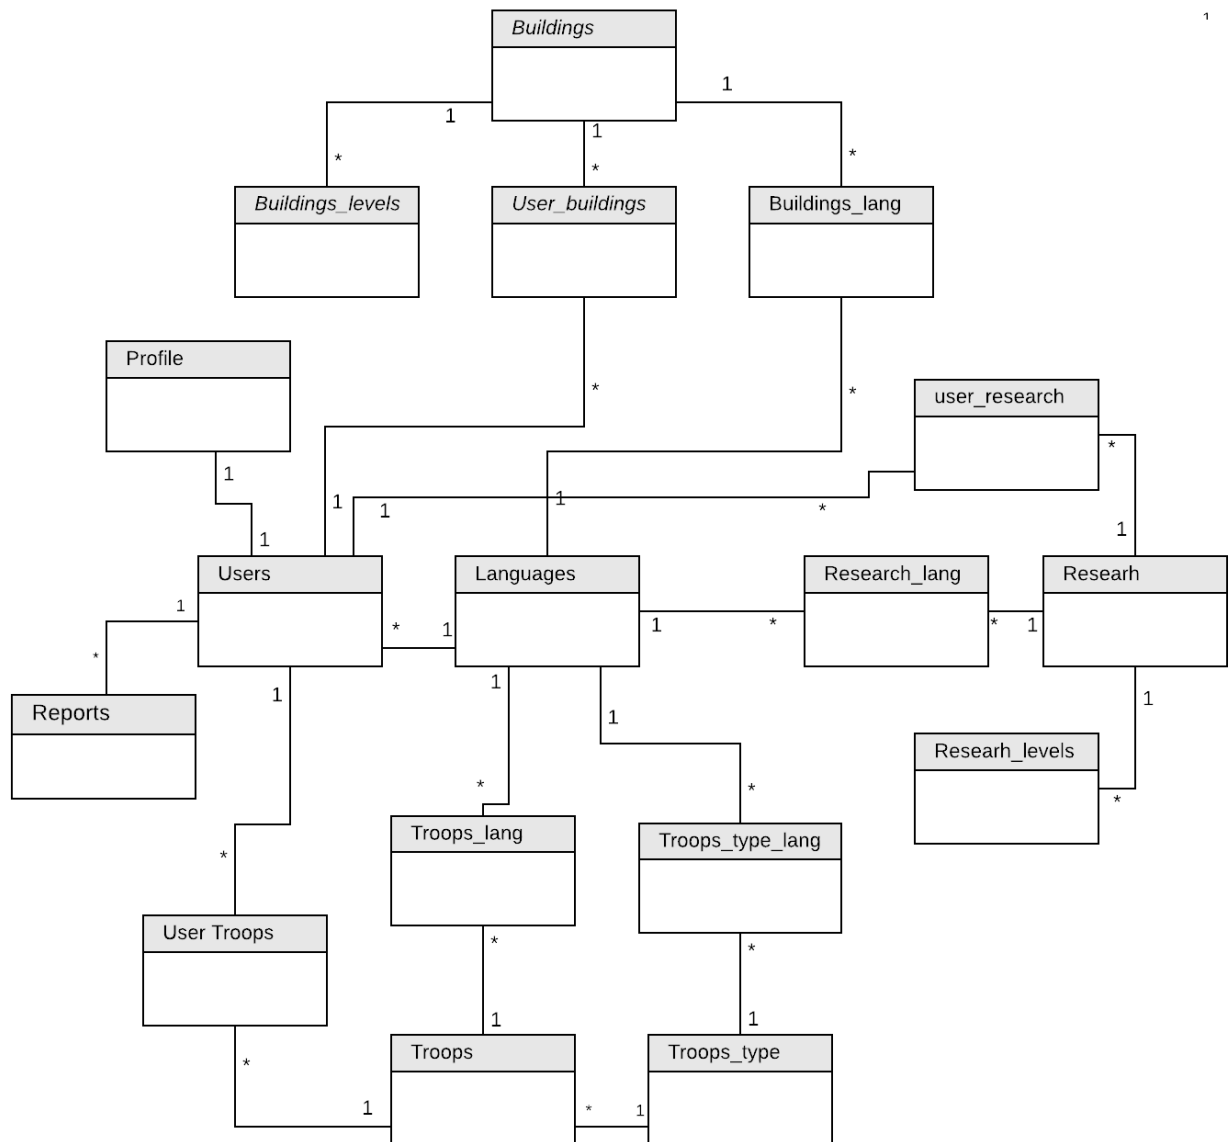 1
Buildings
1
1
1
*
*
*
Buildings_levels
User_buildings
Buildings_lang
Profile
*
*
user_research
*
1
1
1
1
*
1
1
Users
Languages
Research_lang
Researh
1
*
1
1
*
*
1
*
Reports
1
1
1
1
Researh_levels
*
*
*
Troops_lang
Troops_type_lang
*
User Troops
*
*
*
1
1
Troops
Troops_type
1
*
1